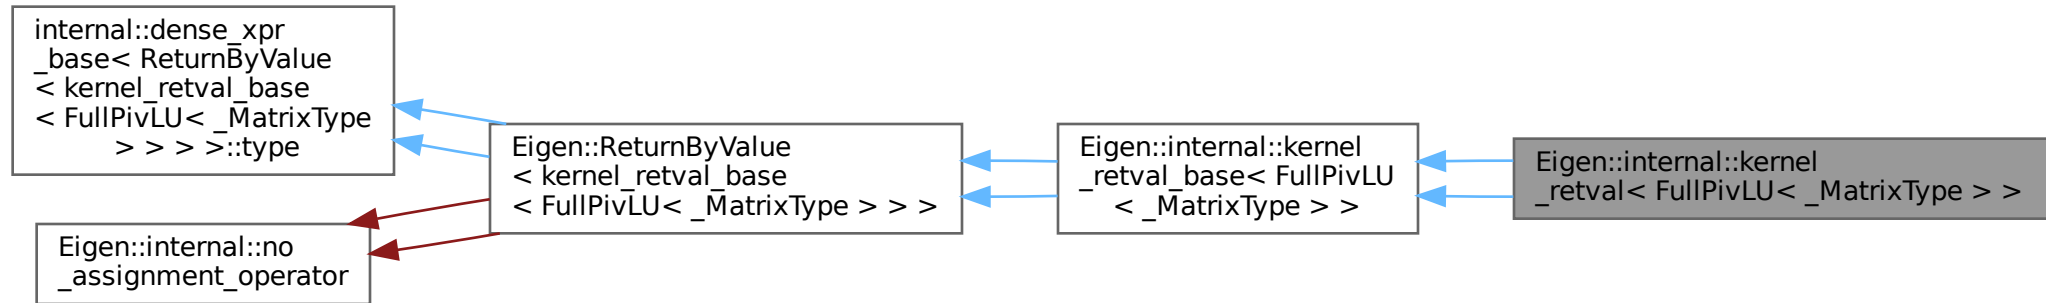 internal::dense_xpr
_base< ReturnByValue
< kernel_retval_base
< FullPivLU< _MatrixType
> > > >::type
Eigen::internal::no
_assignment_operator
Eigen::ReturnByValue
< kernel_retval_base
< FullPivLU< _MatrixType > > >
Eigen::internal::kernel
_retval_base< FullPivLU
< _MatrixType > >
Eigen::internal::kernel
_retval< FullPivLU< _MatrixType > >